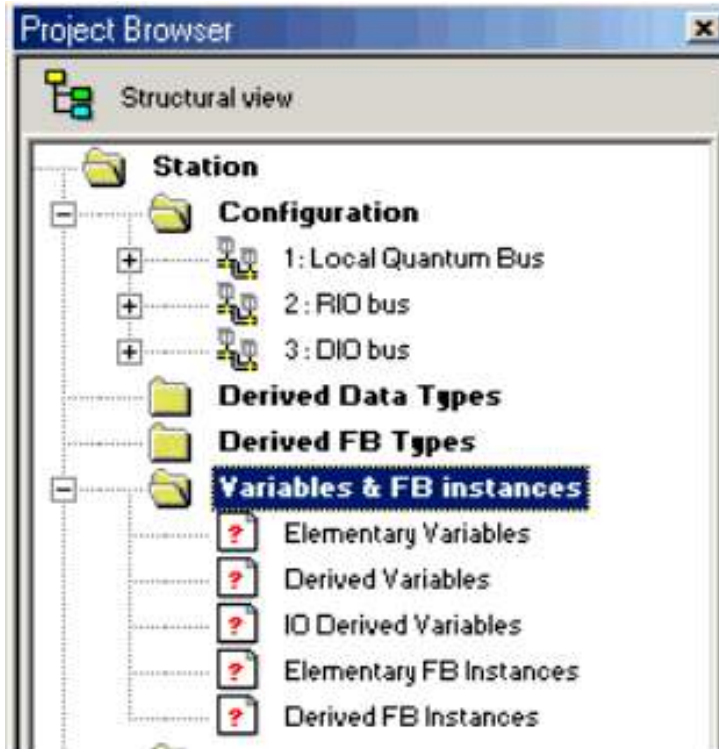 Project Browser
Structural view
Station
Configuration
1: Local Quantum Bus
2: RIO bus
3: DIO bus
Derived Data Types
Derived FB Types
Variables & FB instances
Elementary Variables
Derived Variables
IO Derived Variables
Elementary FB Instances
Derived FB Instances